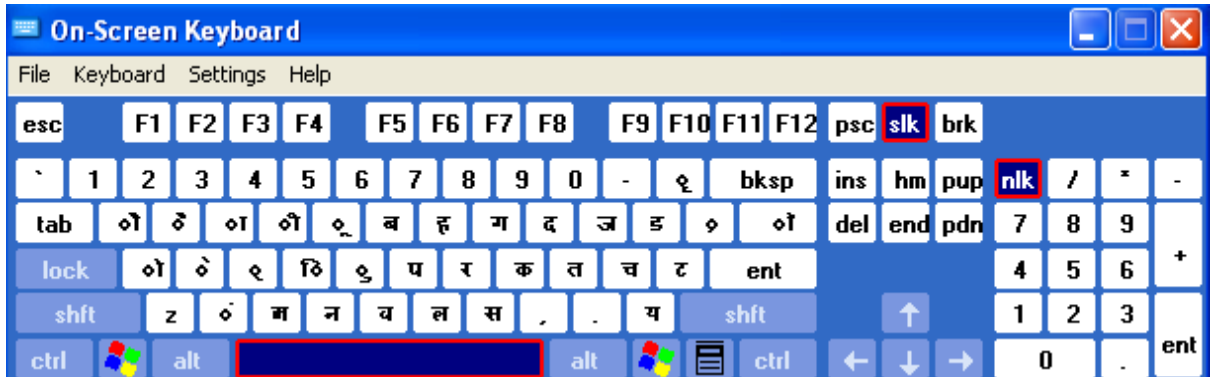 On-Screen Keyboard
File Keyboard Settings Help
esc F1 F2 F3 F4 F5 F6 F7 F8 F9 F10 F11 F12 psc slk brk
` 1 2 3 4 5 6 7 8 9 0 - ृ bksp ins hm pup nlk / * -
tab ौ ै ा ी ू ब ह ग द ज ड ़ ॉ del end pdn 7 8 9 +
lock ो े ् ि ु प र क त च ट ent 4 5 6
shft z ं म न व ल स , . य shft ↑ 1 2 3 ent
ctrl alt alt ctrl ← ↓ → 0 .